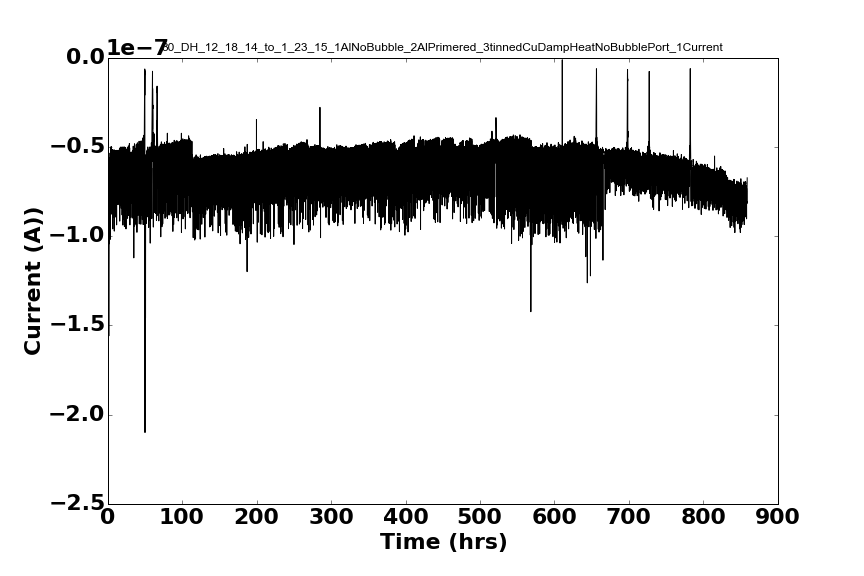 1e−7
30_DH_12_18_14_to_1_23_15_1AlNoBubble_2AlPrimered_3tinnedCuDampHeatNoBubblePort_1Current
0.0
−0.5
−1.0
−1.5
−2.0
−2.5
Current (A))
0 100 200 300 400 500 600 700 800 900
Time (hrs)